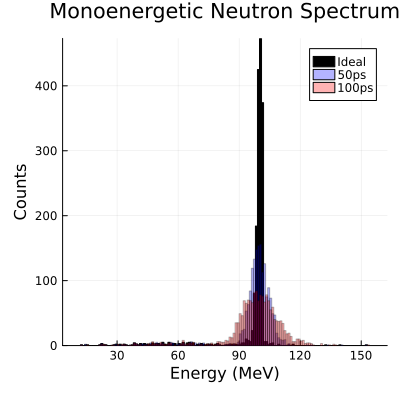 Monoenergetic Neutron Spectrum
Ideal
50ps
100ps
400
300
200
100
0
Counts
30 60 90 120 150
Energy (MeV)